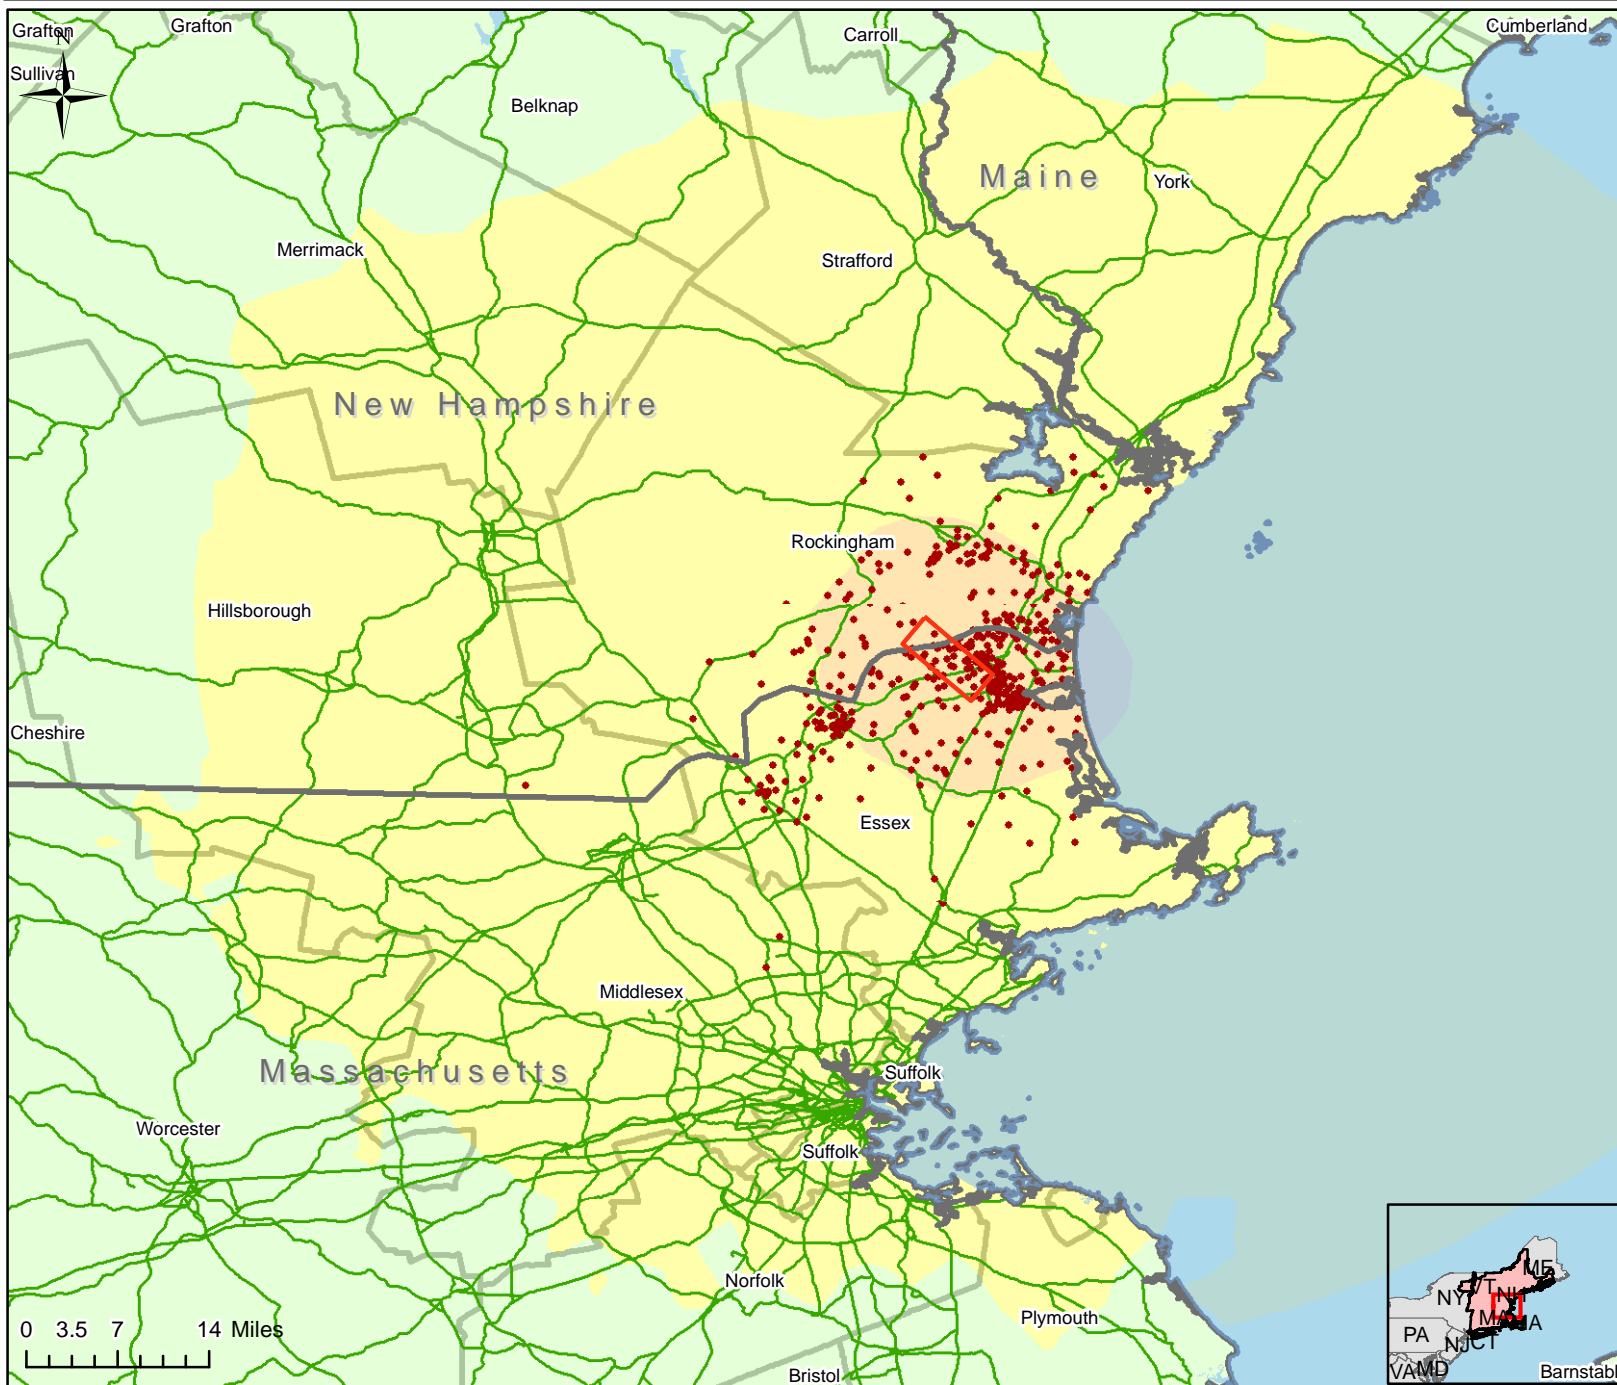 Grafton
Grafton
Carroll
Cumberland
N
Sullivan
Belknap
Maine
York
Merrimack
Strafford
New Hampshire
Rockingham
Hillsborough
Cheshire
Essex
Middlesex
Massachusetts
Suffolk
Worcester
Suffolk
Norfolk
Plymouth
Bristol
0 3.5 7 14 Miles
ME
VT
NH
NY
MA
PA
NJ
CT
VA
MD
Barnstabl